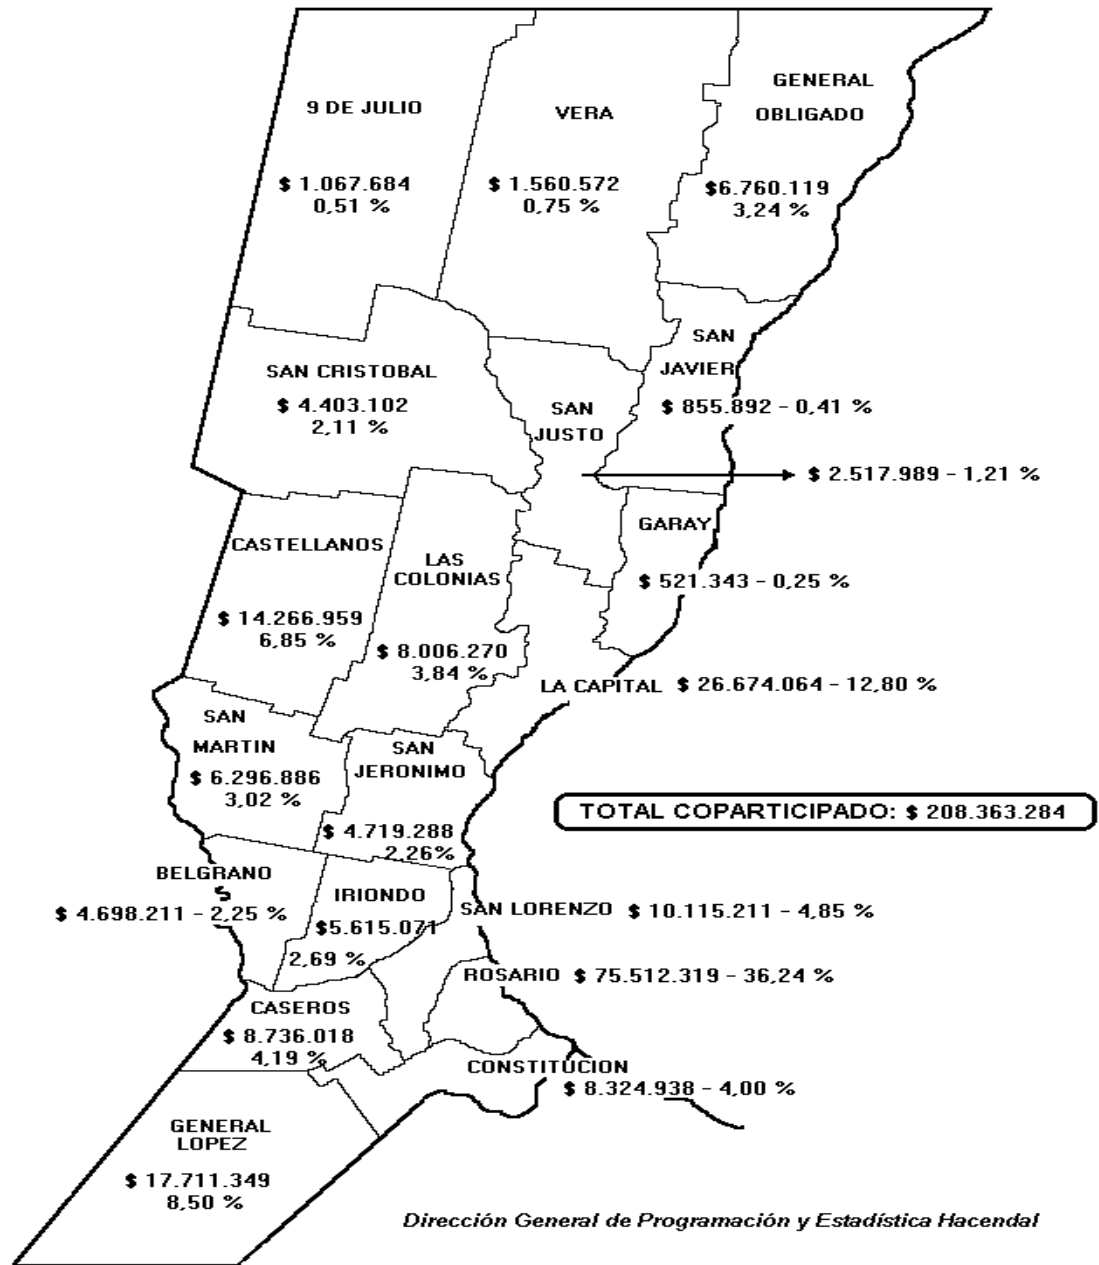 9 DE JULIO
$ 1.067.684
0,51 %
VERA
$ 1.560.572
0,75 %
GENERAL
OBLIGADO
$6.760.119
3,24 %
SAN CRISTOBAL
$ 4.403.102
2,11 %
SAN
JAVIER
$ 855.892 - 0,41 %
SAN
JUSTO
$ 2.517.989 - 1,21 %
GARAY
$ 521.343 - 0,25 %
CASTELLANOS
$ 14.266.959
6,85 %
LAS
COLONIAS
$ 8.006.270
3,84 %
LA CAPITAL $ 26.674.064 - 12,80 %
SAN
MARTIN
$ 6.296.886
3,02 %
SAN
JERONIMO
$ 4.719.288
2,26%
TOTAL COPARTICIPADO: $ 208.363.284
BELGRANO
$ 4.698.211 - 2,25 %
IRIONDO
$5.615.071
2,69 %
SAN LORENZO $ 10.115.211 - 4,85 %
ROSARIO $ 75.512.319 - 36,24 %
CASEROS
$ 8.736.018
4,19 %
CONSTITUCION
$ 8.324.938 - 4,00 %
GENERAL
LOPEZ
$ 17.711.349
8,50 %
Dirección General de Programación y Estadística Hacendal